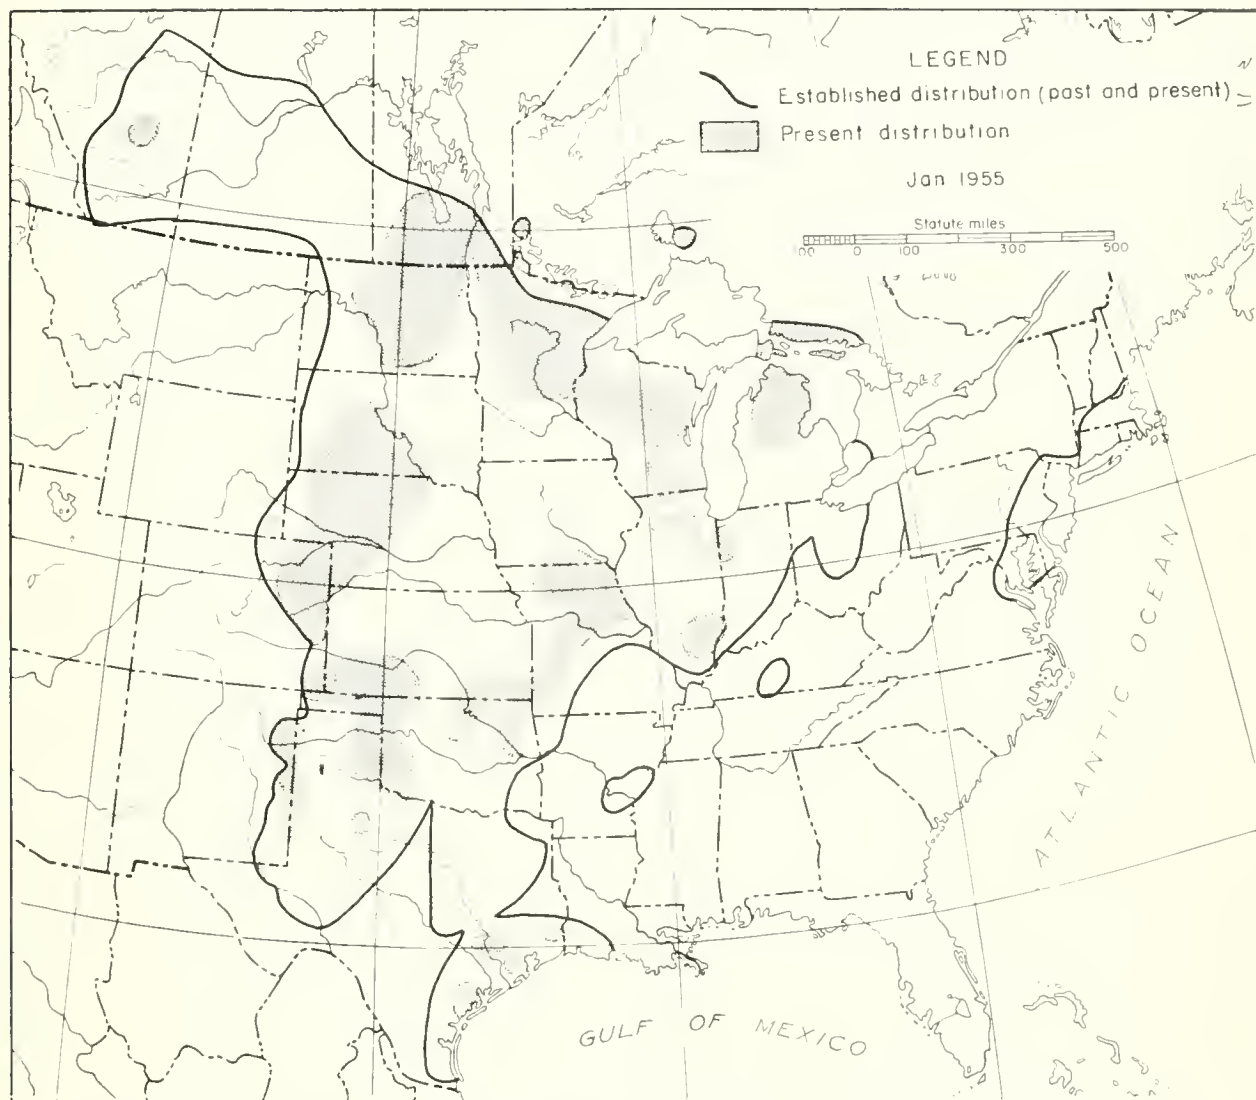 LEGEND
Established distribution (past and present)
Present distribution
Jan 1955
Statute miles
100 0 100 300 500
ATLANTIC OCEAN
GULF OF MEXICO